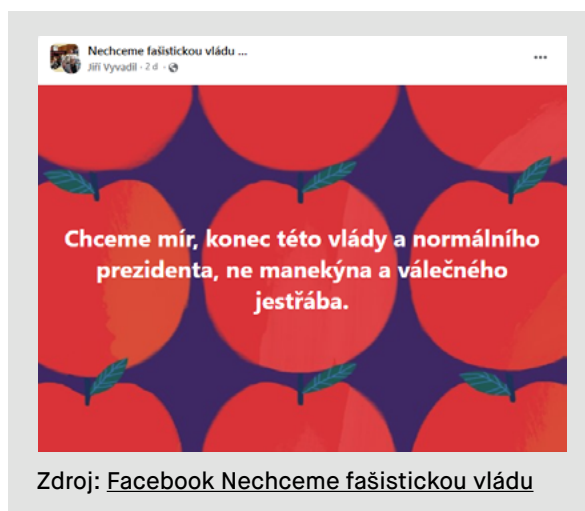 Nechceme fašistickou vládu ...
Jiří Vyvadil · 2 d ·
Chceme mír, konec této vlády a normálního
prezidenta, ne manekýna a válečného
jestřába.
Zdroj: Facebook Nechceme fašistickou vládu